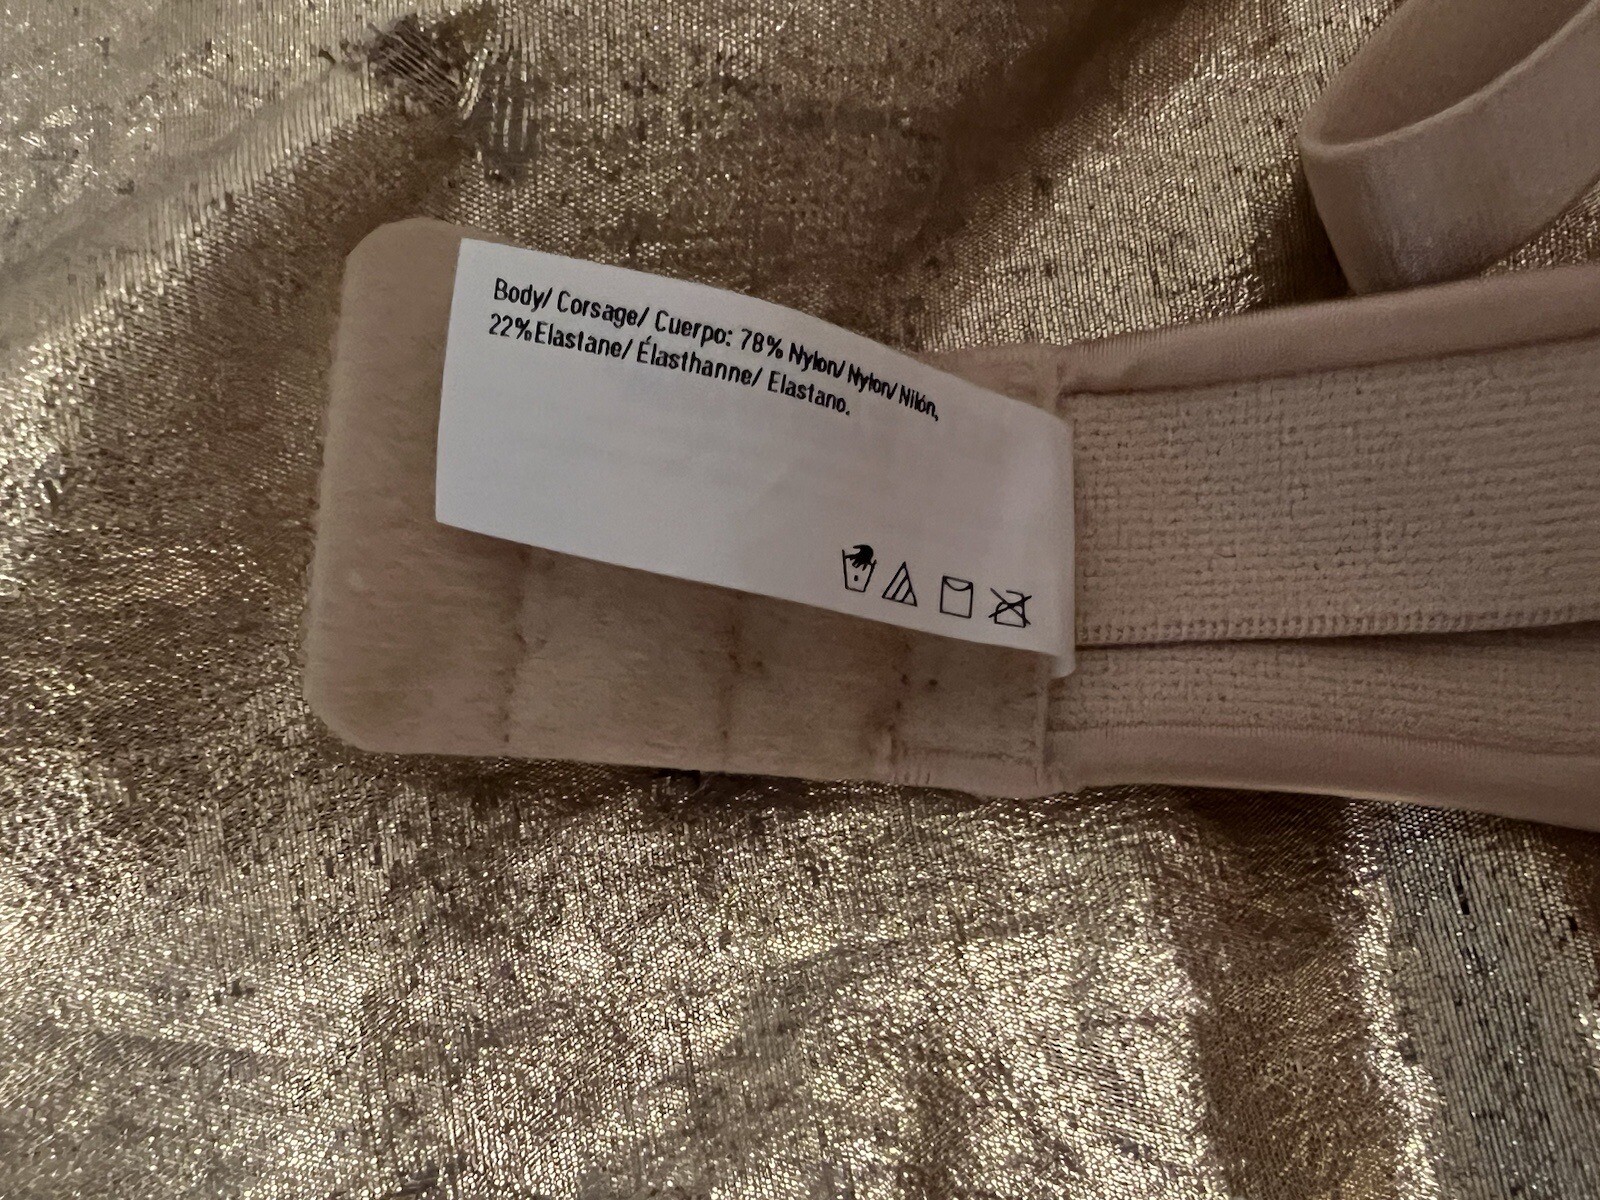 Body/ Corsage/ Cuerpo: 78% Nylon/ Nylon/ Nilón,
22%Elastane/ Élasthanne/ Elastano.